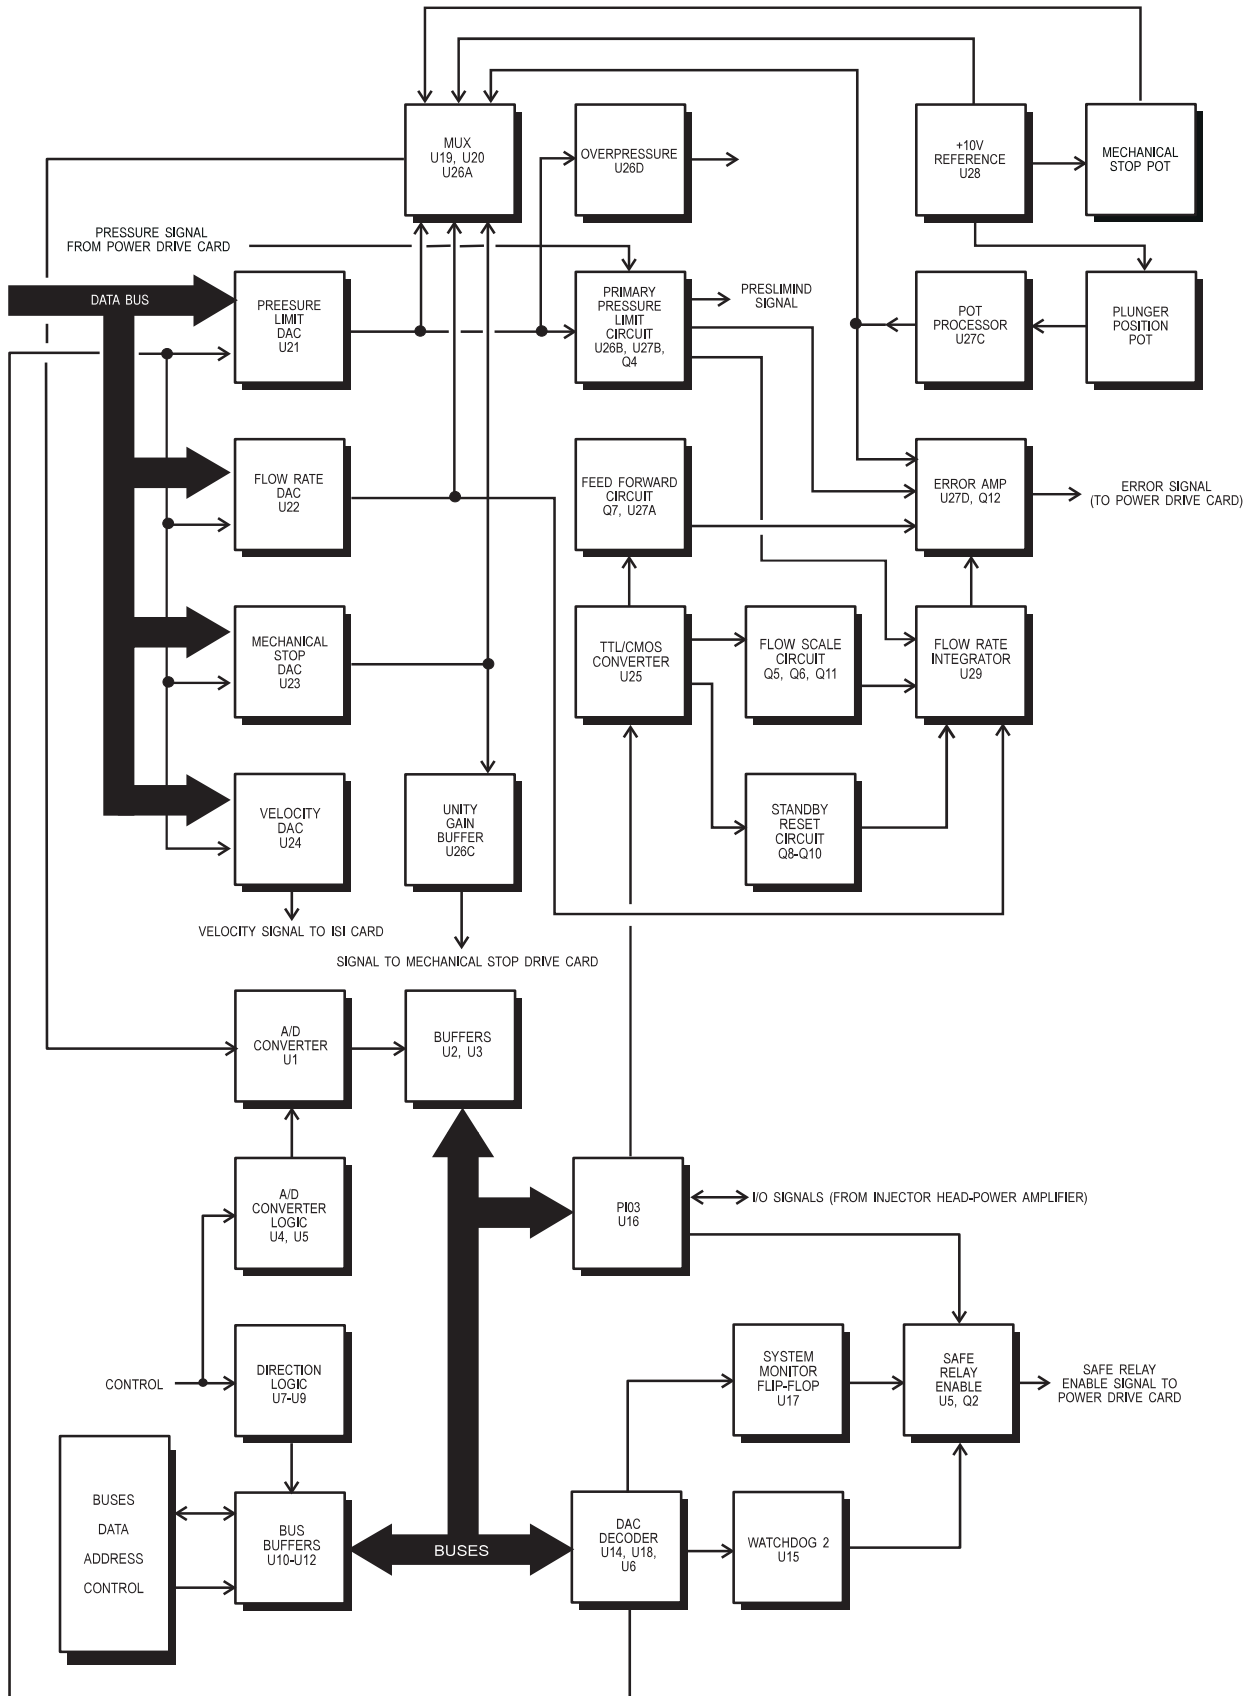 MUX
U19, U20
U26A
OVERPRESSURE
U26D
+10V
REFERENCE
U28
MECHANICAL
STOP POT
PRESSURE SIGNAL
FROM POWER DRIVE CARD
DATA BUS
PREESURE
LIMIT
DAC
U21
PRIMARY
PRESSURE
LIMIT
CIRCUIT
U26B, U27B,
Q4
PRESLIMIND
SIGNAL
POT
PROCESSOR
U27C
PLUNGER
POSITION
POT
FLOW RATE
DAC
U22
FEED FORWARD
CIRCUIT
Q7, U27A
ERROR AMP
U27D, Q12
ERROR SIGNAL
(TO POWER DRIVE CARD)
MECHANICAL
STOP
DAC
U23
TTL/CMOS
CONVERTER
U25
FLOW SCALE
CIRCUIT
Q5, Q6, Q11
FLOW RATE
INTEGRATOR
U29
VELOCITY
DAC
U24
UNITY
GAIN
BUFFER
U26C
STANDBY
RESET
CIRCUIT
Q8-Q10
VELOCITY SIGNAL TO ISI CARD
SIGNAL TO MECHANICAL STOP DRIVE CARD
A/D
CONVERTER
U1
BUFFERS
U2, U3
A/D
CONVERTER
LOGIC
U4, U5
PI03
U16
I/O SIGNALS (FROM INJECTOR HEAD-POWER AMPLIFIER)
CONTROL
DIRECTION
LOGIC
U7-U9
SYSTEM
MONITOR
FLIP-FLOP
U17
SAFE
RELAY
ENABLE
U5, Q2
SAFE RELAY
ENABLE SIGNAL TO
POWER DRIVE CARD
BUSES
DATA
ADDRESS
CONTROL
BUS
BUFFERS
U10-U12
BUSES
DAC
DECODER
U14, U18,
U6
WATCHDOG 2
U15